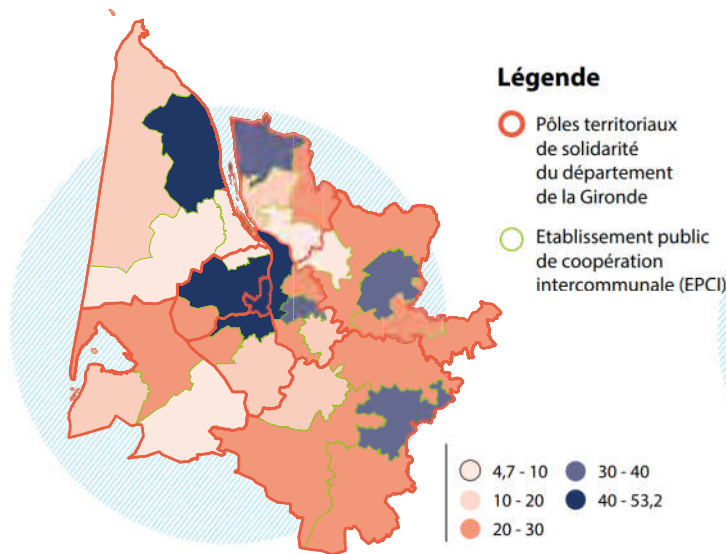 Légende
Pôles territoriaux
de solidarité
du département
de la Gironde
Etablissement public
de coopération
intercommunale (EPCI)
4,7 - 10
30 - 40
10 - 20
40 - 53,2
20 - 30